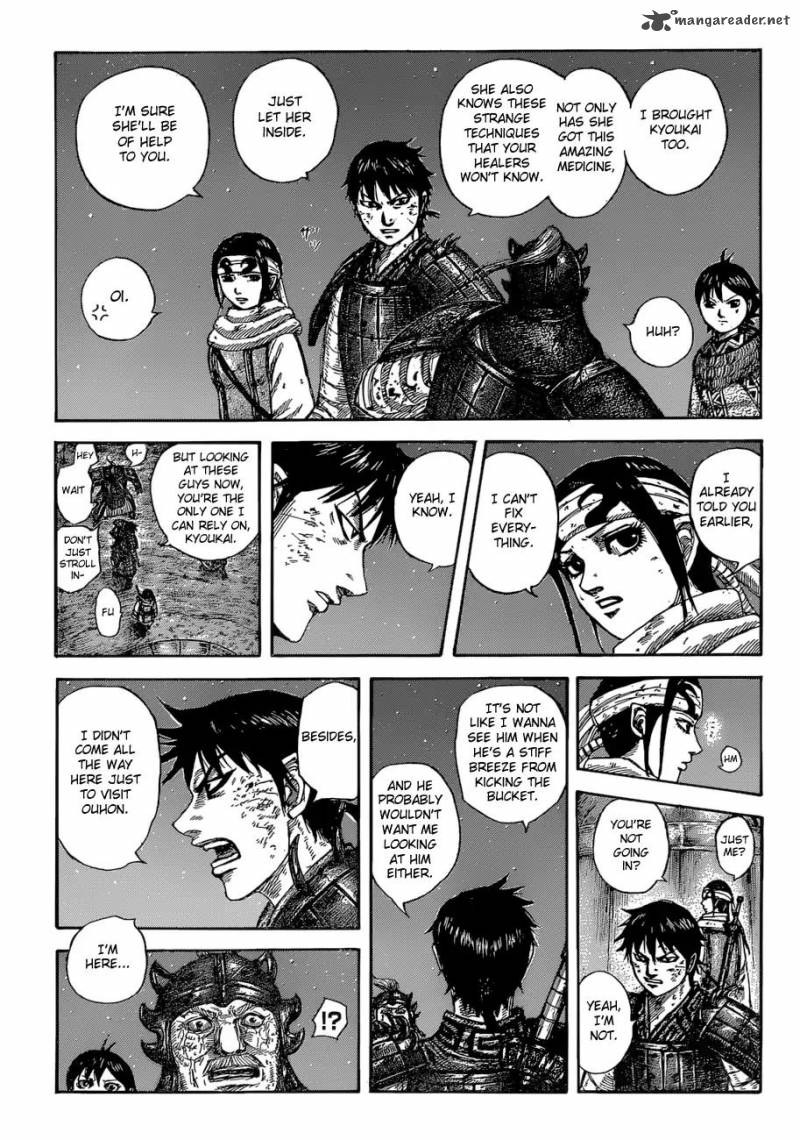 mangareader.net
I BROUGHT
KYOUKAI
TOO.
NOT ONLY
HAS SHE
GOT THIS
AMAZING
MEDICINE,
SHE ALSO
KNOWS THESE
STRANGE
TECHNIQUES
THAT YOUR
HEALERS
WON'T KNOW.
HUH?
JUST
LET HER
INSIDE.
I'M SURE
SHE'LL BE
OF HELP
TO YOU.
OI.
I
ALREADY
TOLD YOU
EARLIER,
I CAN'T
FIX
EVERY-
THING.
YEAH, I
KNOW.
BUT LOOKING
AT THESE
GUYS NOW,
YOU'RE THE
ONLY ONE I
CAN RELY ON,
KYOUKAI.
H-
HEY
WAIT
DON'T
JUST
STROLL
IN-
FU
HM
JUST
ME?
YOU'RE
NOT
GOING
IN?
YEAH,
I'M
NOT.
IT'S NOT
LIKE I WANNA
SEE HIM WHEN
HE'S A STIFF
BREEZE FROM
KICKING THE
BUCKET.
AND HE
PROBABLY
WOULDN'T
WANT ME
LOOKING
AT HIM
EITHER.
BESIDES,
I DIDN'T
COME ALL
THE WAY
HERE JUST
TO VISIT
OUHON.
!?
I'M
HERE...